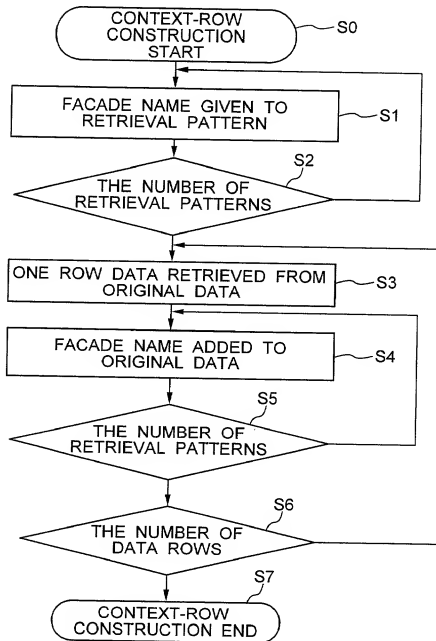 CONTEXT-ROW
CONSTRUCTION
START
S0
FACADE NAME GIVEN TO
RETRIEVAL PATTERN
S1
S2
THE NUMBER OF
RETRIEVAL PATTERNS
ONE ROW DATA RETRIEVED FROM
ORIGINAL DATA
S3
FACADE NAME ADDED TO
ORIGINAL DATA
S4
S5
THE NUMBER OF
RETRIEVAL PATTERNS
S6
THE NUMBER OF
DATA ROWS
S7
CONTEXT-ROW
CONSTRUCTION END